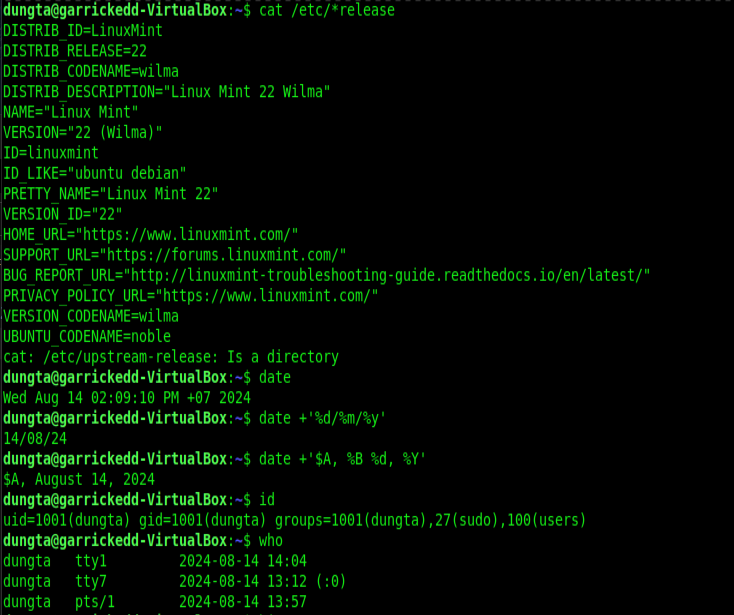 dungta@garrickedd-VirtualBox:~$ cat /etc/*release
DISTRIB_ID=LinuxMint
DISTRIB_RELEASE=22
DISTRIB_CODENAME=wilma
DISTRIB_DESCRIPTION="Linux Mint 22 Wilma"
NAME="Linux Mint"
VERSION="22 (Wilma)"
ID=linuxmint
ID_LIKE="ubuntu debian"
PRETTY_NAME="Linux Mint 22"
VERSION_ID="22"
HOME_URL="https://www.linuxmint.com/"
SUPPORT_URL="https://forums.linuxmint.com/"
BUG_REPORT_URL="http://linuxmint-troubleshooting-guide.readthedocs.io/en/latest/"
PRIVACY_POLICY_URL="https://www.linuxmint.com/"
VERSION_CODENAME=wilma
UBUNTU_CODENAME=noble
cat: /etc/upstream-release: Is a directory
dungta@garrickedd-VirtualBox:~$ date
Wed Aug 14 02:09:10 PM +07 2024
dungta@garrickedd-VirtualBox:~$ date +'%d/%m/%y'
14/08/24
dungta@garrickedd-VirtualBox:~$ date +'$A, %B %d, %Y'
$A, August 14, 2024
dungta@garrickedd-VirtualBox:~$ id
uid=1001(dungta) gid=1001(dungta) groups=1001(dungta),27(sudo),100(users)
dungta@garrickedd-VirtualBox:~$ who
dungta   tty1         2024-08-14 14:04
dungta   tty7         2024-08-14 13:12 (:0)
dungta   pts/1        2024-08-14 13:57